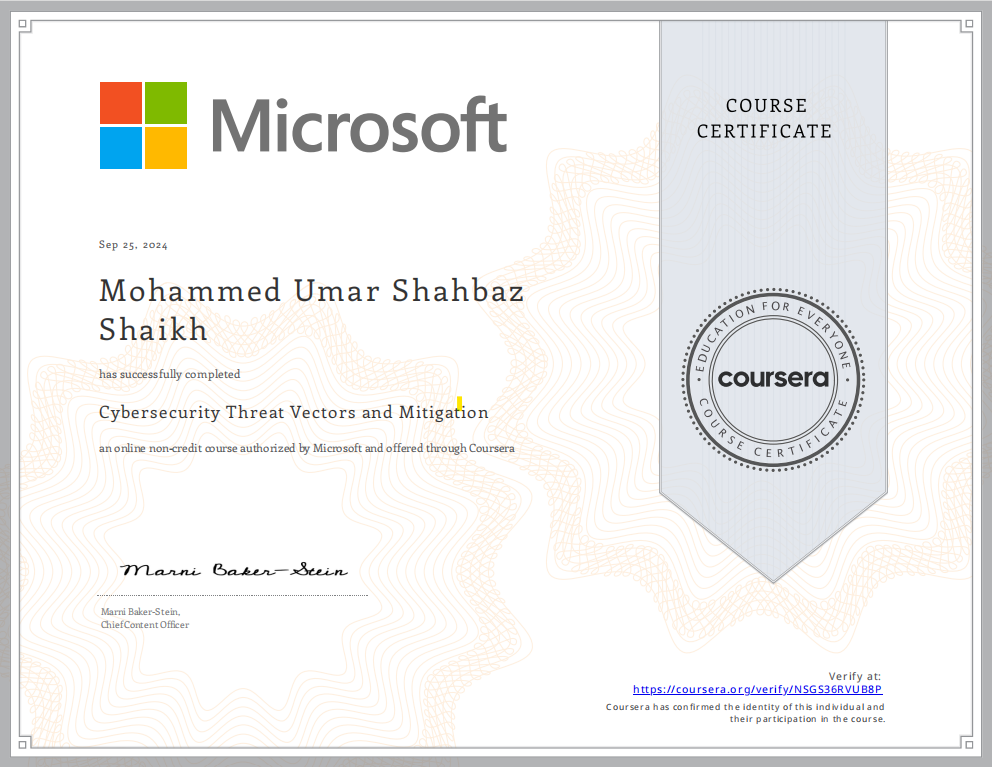 Microsoft
COURSE
CERTIFICATE
Sep 25, 2024
Mohammed Umar Shahbaz
Shaikh
has successfully completed
Cybersecurity Threat Vectors and Mitigation
an online non-credit course authorized by Microsoft and offered through Coursera
EDUCATION FOR EVERYONE
coursera
COURSE CERTIFICATE
Marni Baker-Stein
Marni Baker-Stein,
Chief Content Officer
Verify at:
https://coursera.org/verify/NSGS36RVUB8P
Coursera has confirmed the identity of this individual and
their participation in the course.